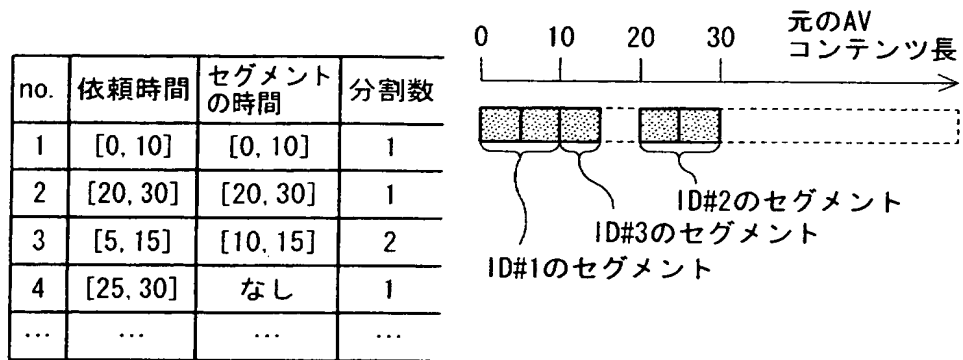 no. 依頼時間 セグメントの時間 分割数
1 [0, 10] [0, 10] 1
2 [20, 30] [20, 30] 1
3 [5, 15] [10, 15] 2
4 [25, 30] なし 1
… … … …
0 10 20 30
元のAV
コンテンツ長
ID#2のセグメント
ID#3のセグメント
ID#1のセグメント